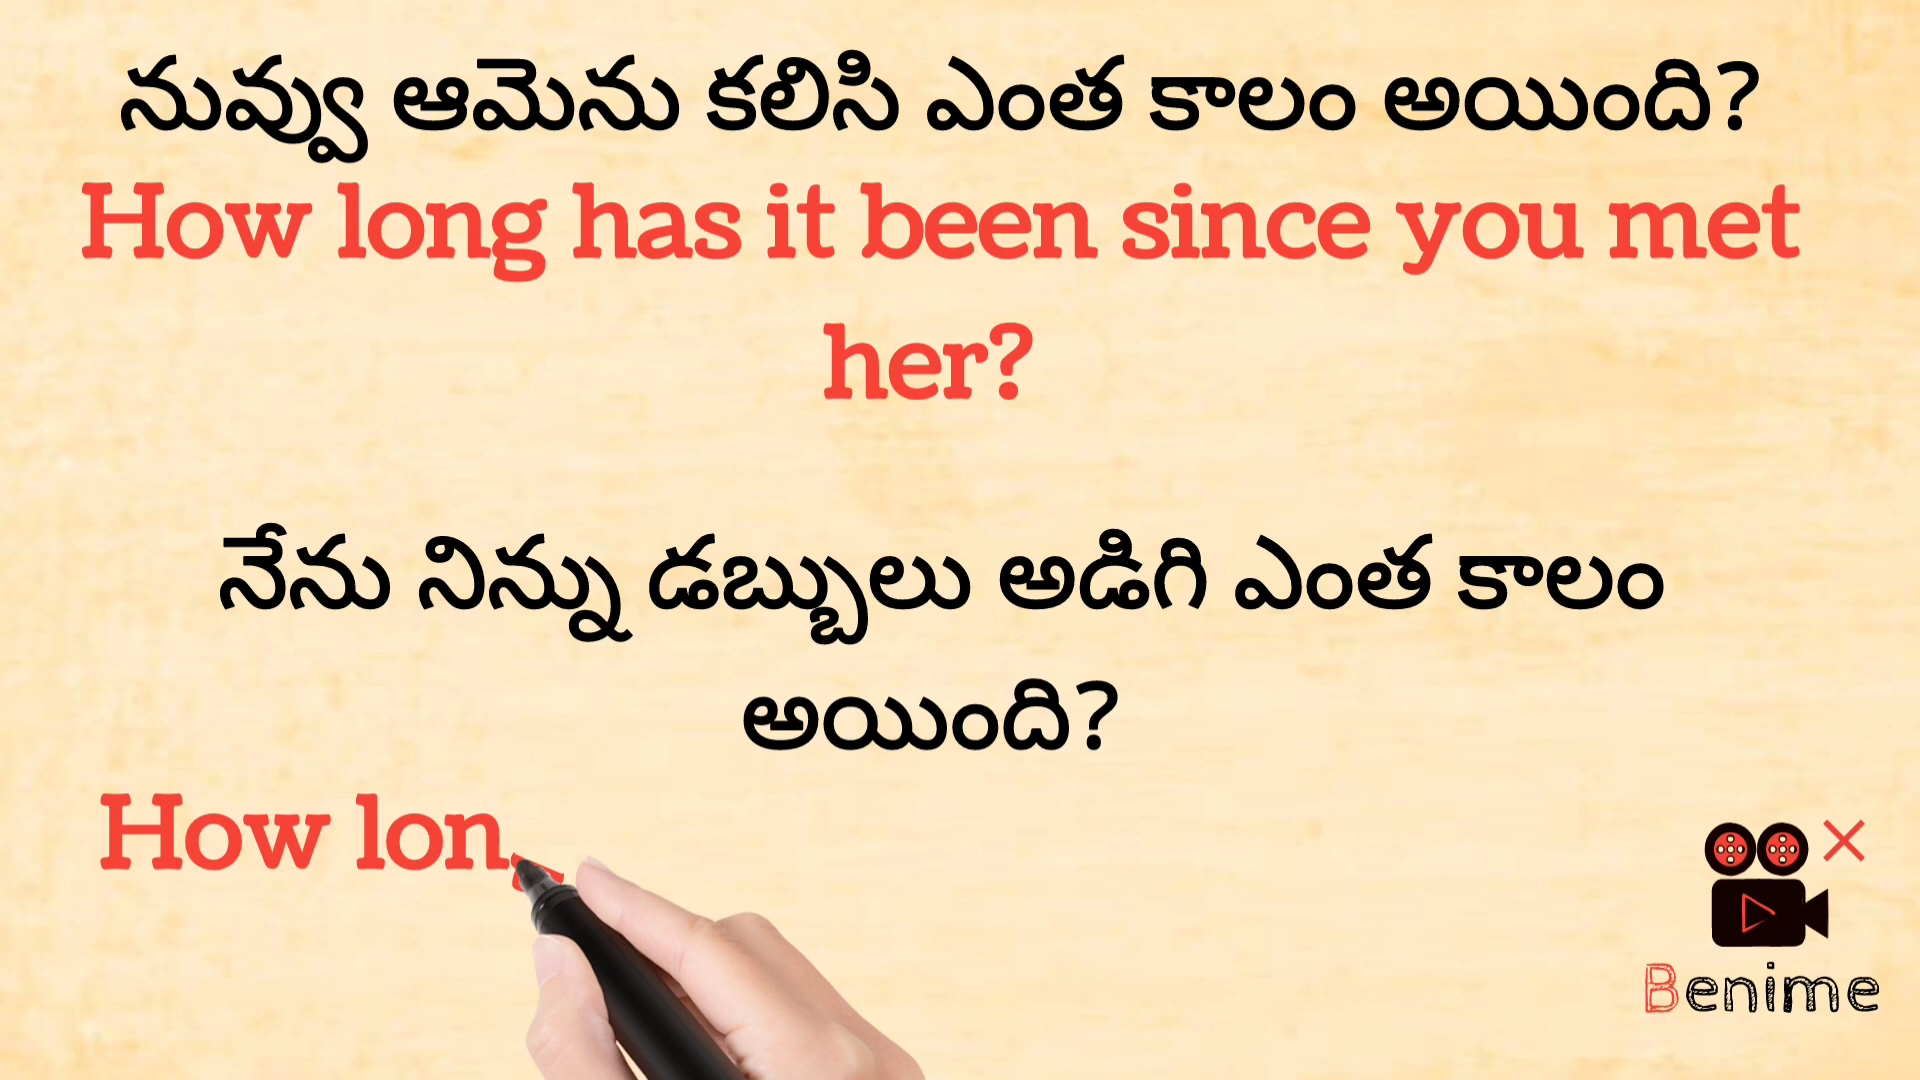 నువ్వు ఆమెను కలిసి ఎంత కాలం అయింది?
How long has it been since you met
her?
నేను నిన్ను డబ్బులు అడిగి ఎంత కాలం
అయింది?
How lon
Benime